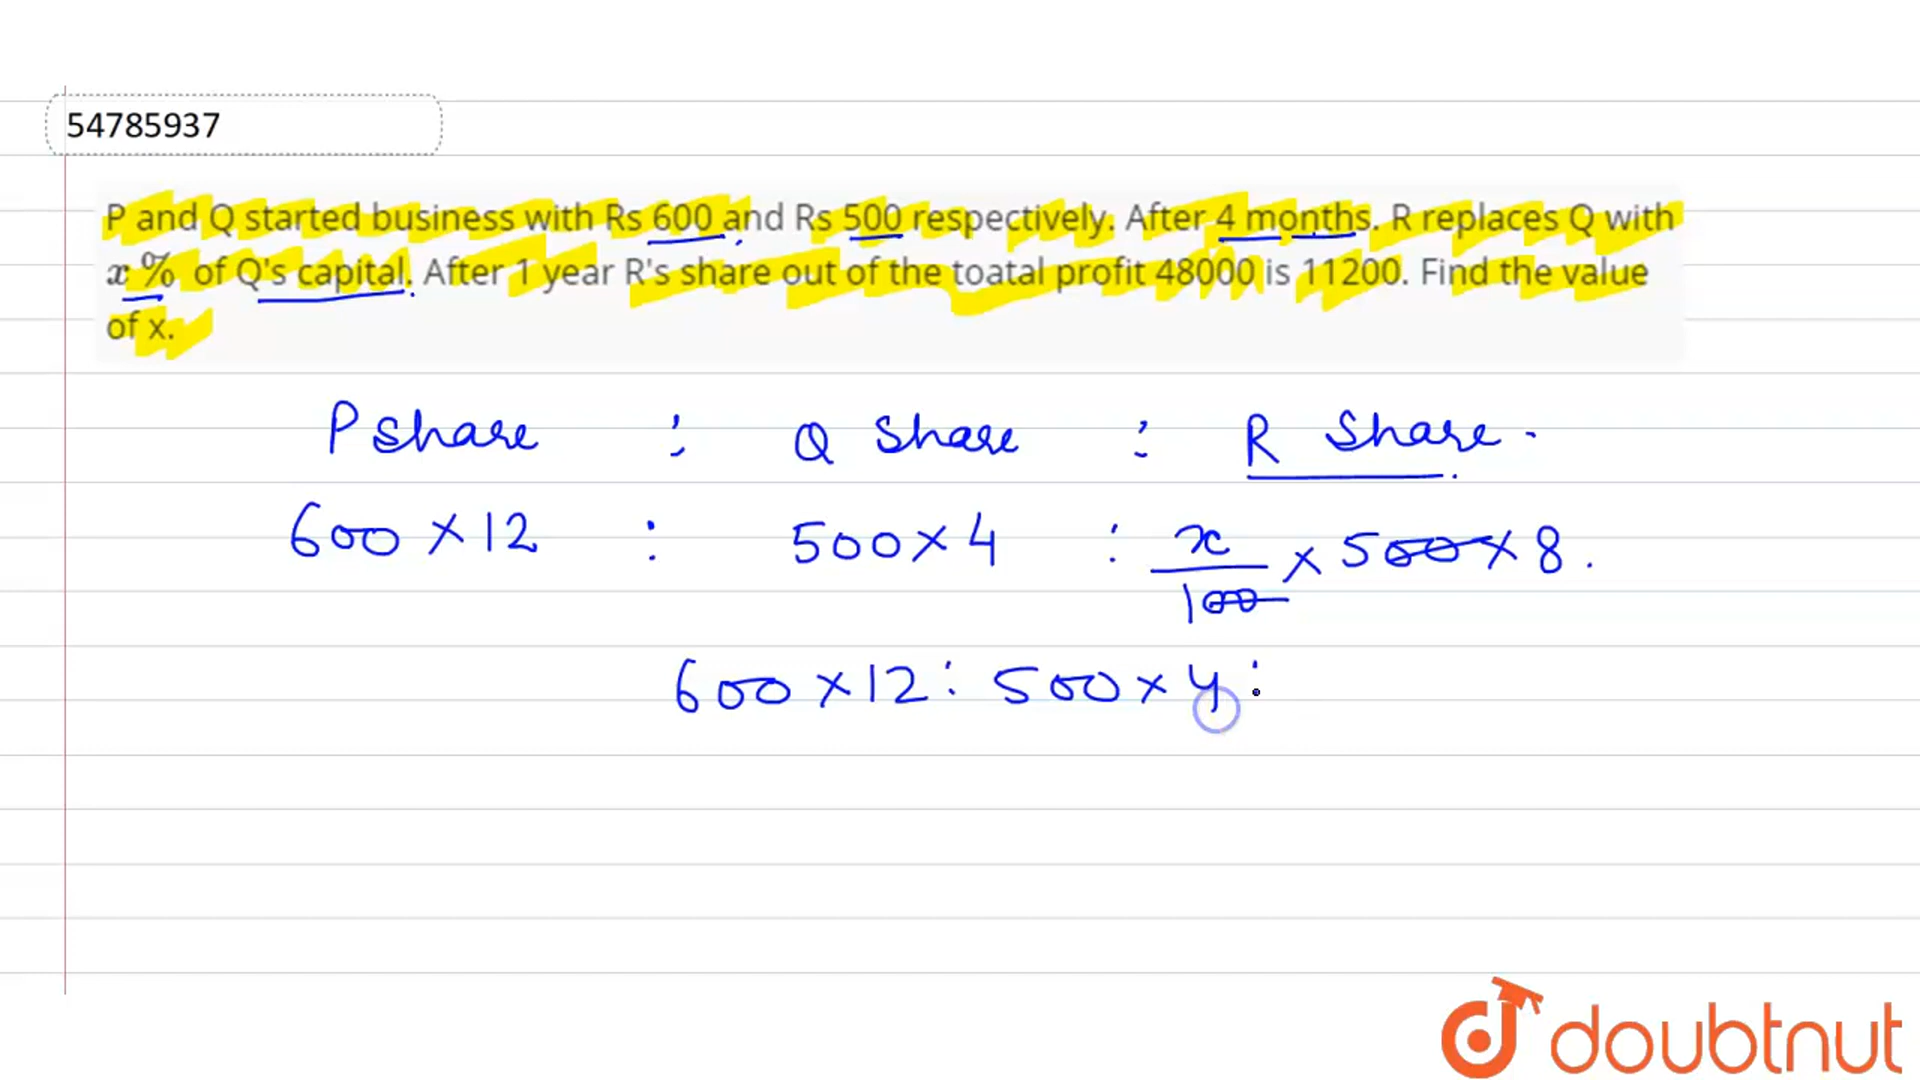 54785937
P and Q started business with Rs 600 and Rs 500 respectively. After 4 months. R replaces Q with
x % of Q's capital. After 1 year R's share out of the toatal profit 48000 is 11200. Find the value
of x.
P share : Q share : R share.
600 × 12 : 500 × 4 : x/100 × 500 × 8.
600 × 12 : 500 × 4 :
doubtnut